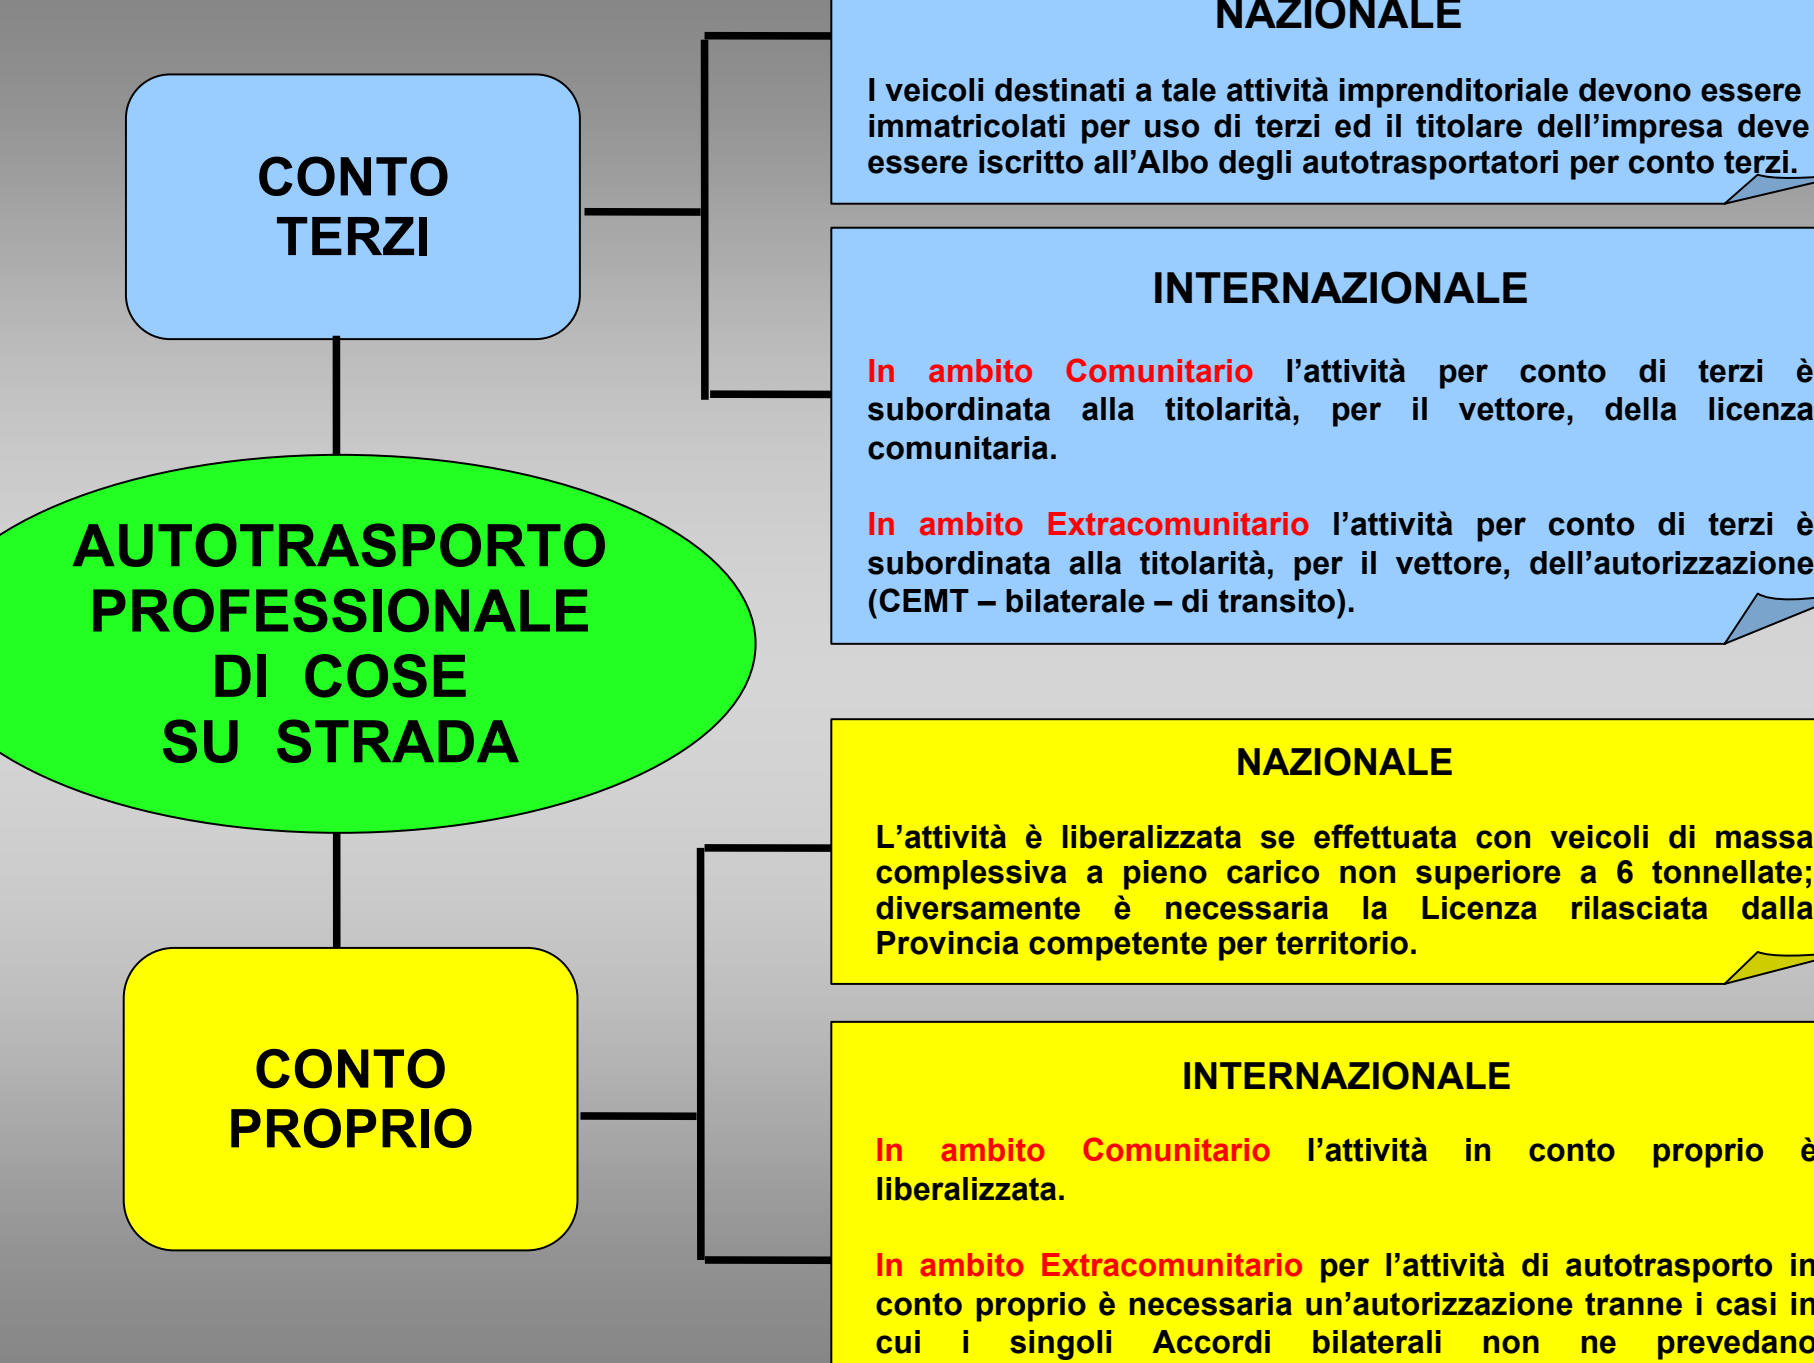 NAZIONALE
I veicoli destinati a tale attività imprenditoriale devono essere
immatricolati per uso di terzi ed il titolare dell’impresa deve
essere iscritto all’Albo degli autotrasportatori per conto terzi.
CONTO
TERZI
INTERNAZIONALE
In ambito Comunitario l’attività per conto di terzi è
subordinata alla titolarità, per il vettore, della licenza
comunitaria.
In ambito Extracomunitario l’attività per conto di terzi è
subordinata alla titolarità, per il vettore, dell’autorizzazione
(CEMT – bilaterale – di transito).
AUTOTRASPORTO
PROFESSIONALE
DI COSE
SU STRADA
NAZIONALE
L’attività è liberalizzata se effettuata con veicoli di massa
complessiva a pieno carico non superiore a 6 tonnellate;
diversamente è necessaria la Licenza rilasciata dalla
Provincia competente per territorio.
CONTO
PROPRIO
INTERNAZIONALE
In ambito Comunitario l’attività in conto proprio è
liberalizzata.
In ambito Extracomunitario per l’attività di autotrasporto in
conto proprio è necessaria un’autorizzazione tranne i casi in
cui i singoli Accordi bilaterali non ne prevedano